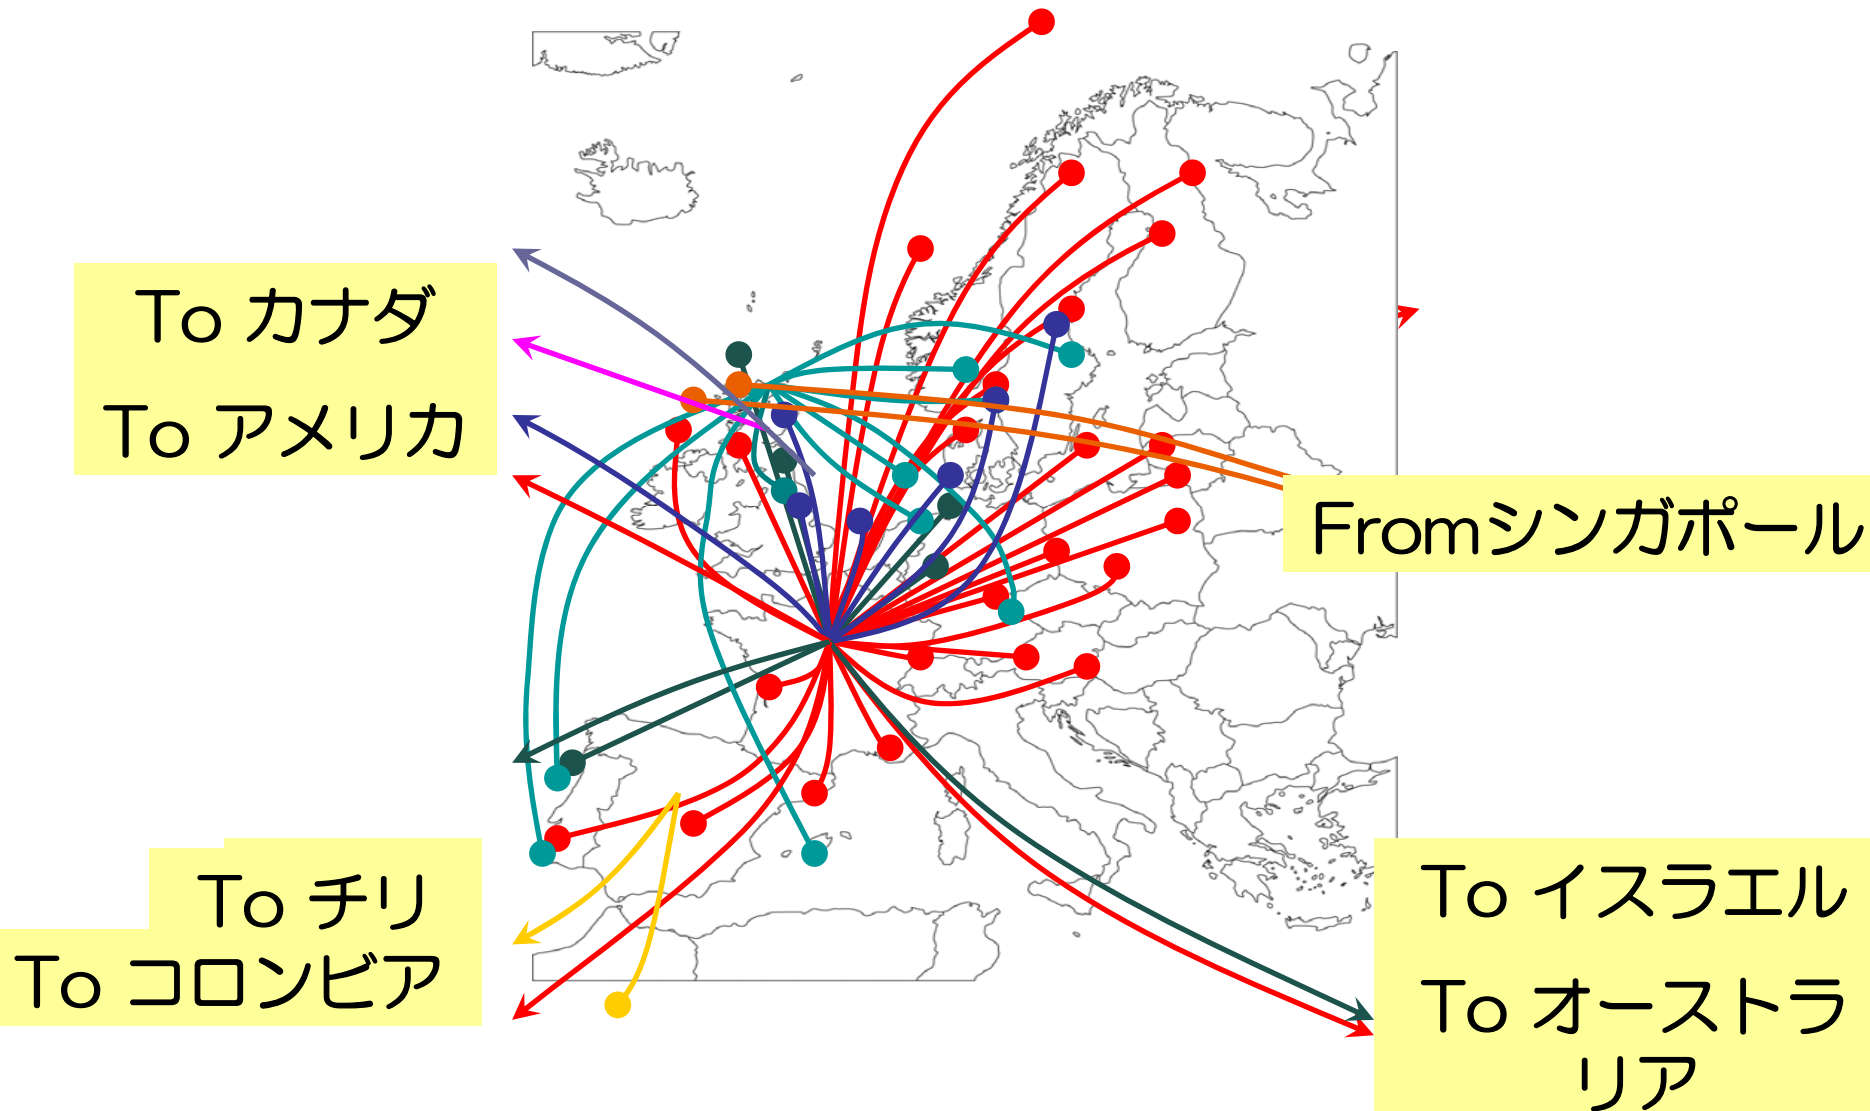 To カナダ
To アメリカ
Fromシンガポール
To チリ
To コロンビア
To イスラエル
To オーストラ
リア